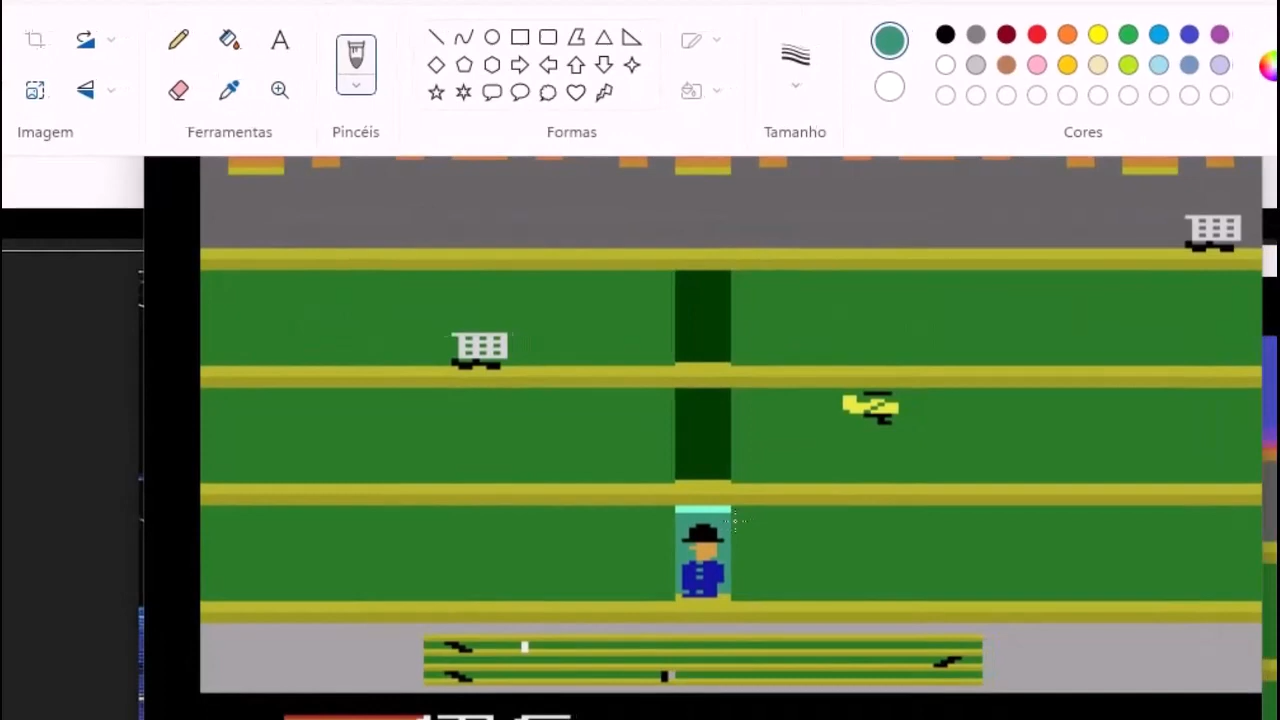 Imagem
Ferramentas
Pincéis
Formas
Tamanho
Cores